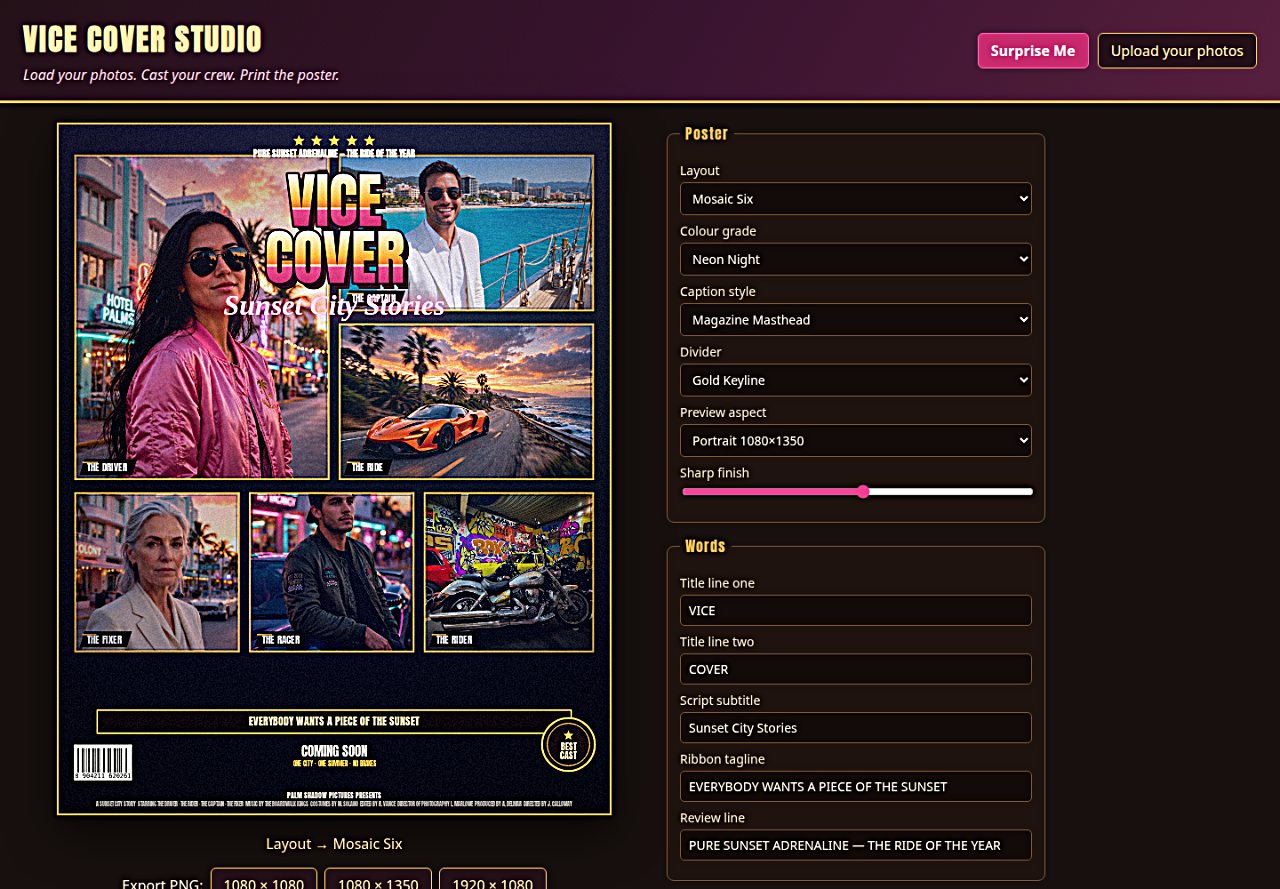 VICE COVER STUDIO
Load your photos. Cast your crew. Print the poster.
Surprise Me
Upload your photos
PURE SUNSET ADRENALINE — THE RIDE OF THE YEAR
VICE
COVER
Sunset City Stories
THE CAPTAIN
HOTEL
PALMS
THE DRIVER
THE RIDE
NO VACANCY
COLONY
THE FIXER
THE RACER
THE RIDER
EVERYBODY WANTS A PIECE OF THE SUNSET
BEST
CAST
COMING SOON
ONE CITY · ONE SUMMER · NO BRAKES
9 904211 620261
PALM SHADOW PICTURES PRESENTS
Layout → Mosaic Six
Export PNG:
1080 × 1080
1080 × 1350
1920 × 1080
Poster
Layout
Mosaic Six
Colour grade
Neon Night
Caption style
Magazine Masthead
Divider
Gold Keyline
Preview aspect
Portrait 1080×1350
Sharp finish
Words
Title line one
VICE
Title line two
COVER
Script subtitle
Sunset City Stories
Ribbon tagline
EVERYBODY WANTS A PIECE OF THE SUNSET
Review line
PURE SUNSET ADRENALINE — THE RIDE OF THE YEAR